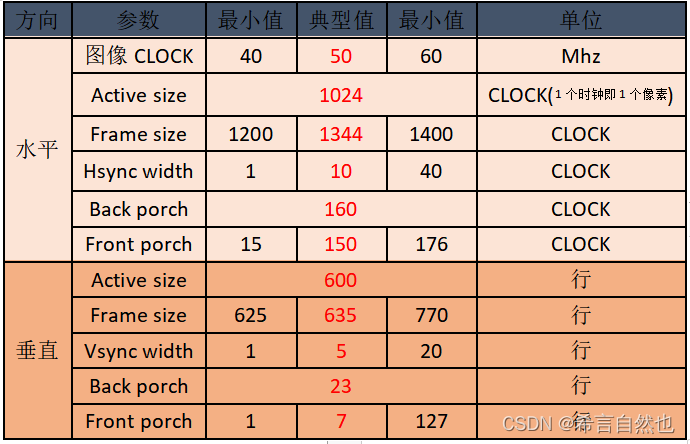 方向 参数 最小值 典型值 最小值 单位
水平 图像 CLOCK 40 50 60 Mhz
Active size 1024 CLOCK(1个时钟即1个像素)
Frame size 1200 1344 1400 CLOCK
Hsync width 1 10 40 CLOCK
Back porch 160 CLOCK
Front porch 15 150 176 CLOCK
垂直 Active size 600 行
Frame size 625 635 770 行
Vsync width 1 5 20 行
Back porch 23 行
Front porch 1 7 127 行
CSDN @希言自然也